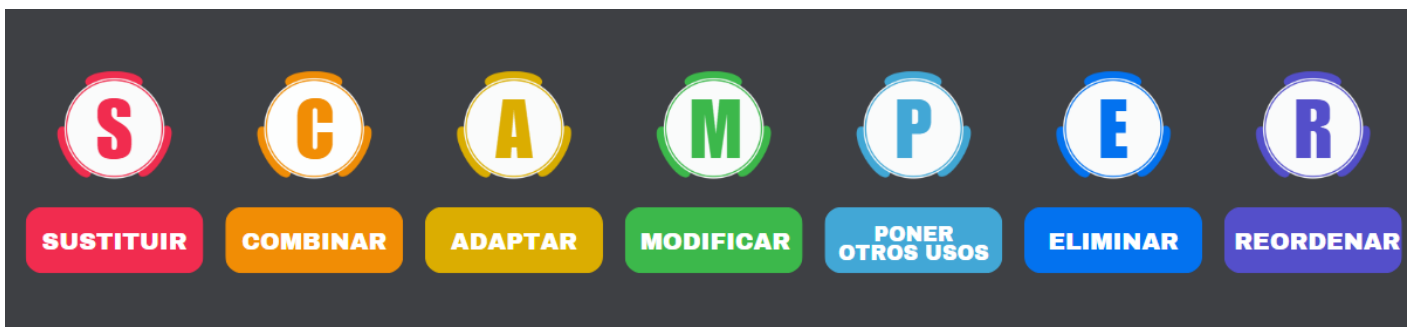 S C A M P E R
SUSTITUIR
COMBINAR
ADAPTAR
MODIFICAR
PONER
OTROS USOS
ELIMINAR
REORDENAR